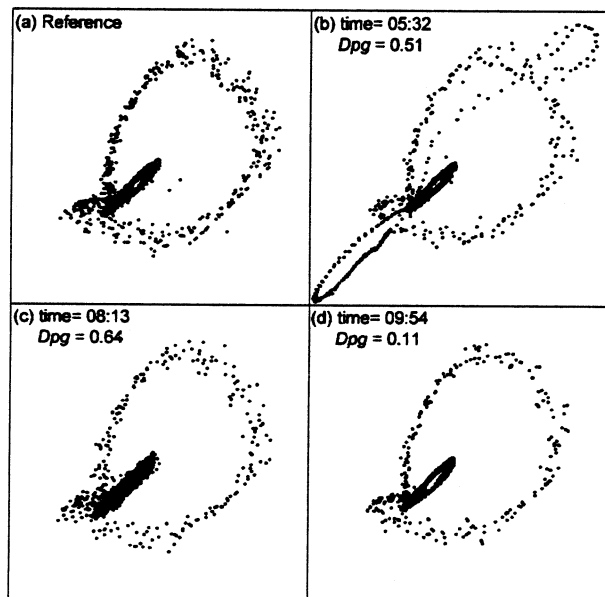 (a) Reference
(b) time= 05:32
Dpg = 0.51
(c) time= 08:13
Dpg = 0.64
(d) time= 09:54
Dpg = 0.11